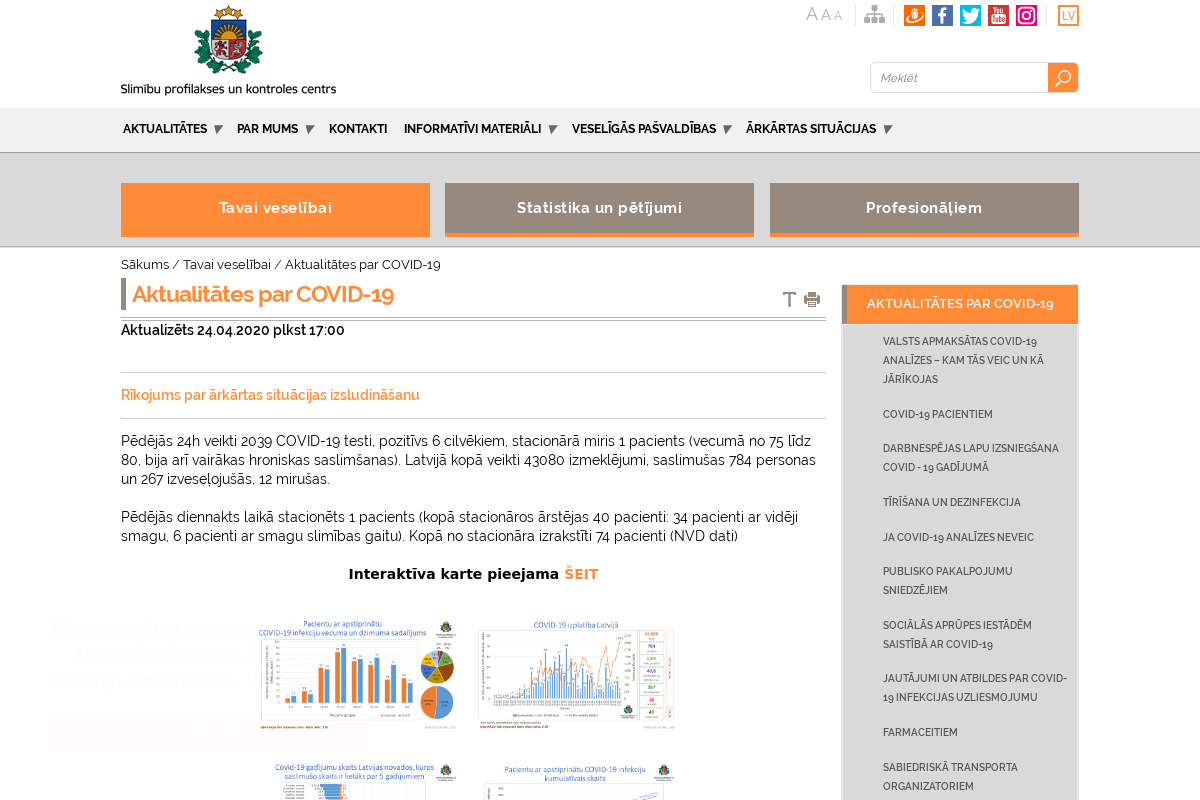 A A A
You Tube
LV
Slimību profilakses un kontroles centrs
Meklēt
AKTUALITĀTES PAR MUMS KONTAKTI INFORMATĪVI MATERIĀLI VESELĪGĀS PAŠVALDĪBAS ĀRKĀRTAS SITUĀCIJAS
Tavai veselībai
Statistika un pētījumi
Profesionāļiem
Sākums / Tavai veselībai / Aktualitātes par COVID-19
Aktualitātes par COVID-19
Aktualizēts 24.04.2020 plkst 17:00
Rīkojums par ārkārtas situācijas izsludināšanu
Pēdējās 24h veikti 2039 COVID-19 testi, pozitīvs 6 cilvēkiem, stacionārā miris 1 pacients (vecumā no 75 līdz
80, bija arī vairākas hroniskas saslimšanas). Latvijā kopā veikti 43080 izmeklējumi, saslimušas 784 personas
un 267 izveseļojušās, 12 mirušas.
Pēdējās diennakts laikā stacionēts 1 pacients (kopā stacionāros ārstējas 40 pacienti: 34 pacienti ar vidēji
smagu, 6 pacienti ar smagu slimības gaitu). Kopā no stacionāra izrakstīti 74 pacienti (NVD dati)
Interaktīva karte pieejama ŠEIT
Pacientu ar apstiprinātu
COVID-19 infekciju vecuma un dzimuma sadalījums
COVID-19 izplatība Latvijā
Covid-19 gadījumu skaits Latvijas novados, kuros
saslimušo skaits ir lielāks par 5 gadījumiem
Pacientu ar apstiprinātu COVID-19 infekciju
kumulatīvais skaits
AKTUALITĀTES PAR COVID-19
VALSTS APMAKSĀTAS COVID-19
ANALĪZES – KAM TĀS VEIC UN KĀ
JĀRĪKOJAS
COVID-19 PACIENTIEM
DARBNESPĒJAS LAPU IZSNIEGŠANA
COVID - 19 GADĪJUMĀ
TĪRĪŠANA UN DEZINFEKCIJA
JA COVID-19 ANALĪZES NEVEIC
PUBLISKO PAKALPOJUMU
SNIEDZĒJIEM
SOCIĀLĀS APRŪPES IESTĀDĒM
SAISTĪBĀ AR COVID-19
JAUTĀJUMI UN ATBILDES PAR COVID-
19 INFEKCIJAS UZLIESMOJUMU
FARMACEITIEM
SABIEDRISKĀ TRANSPORTA
ORGANIZATORIEM